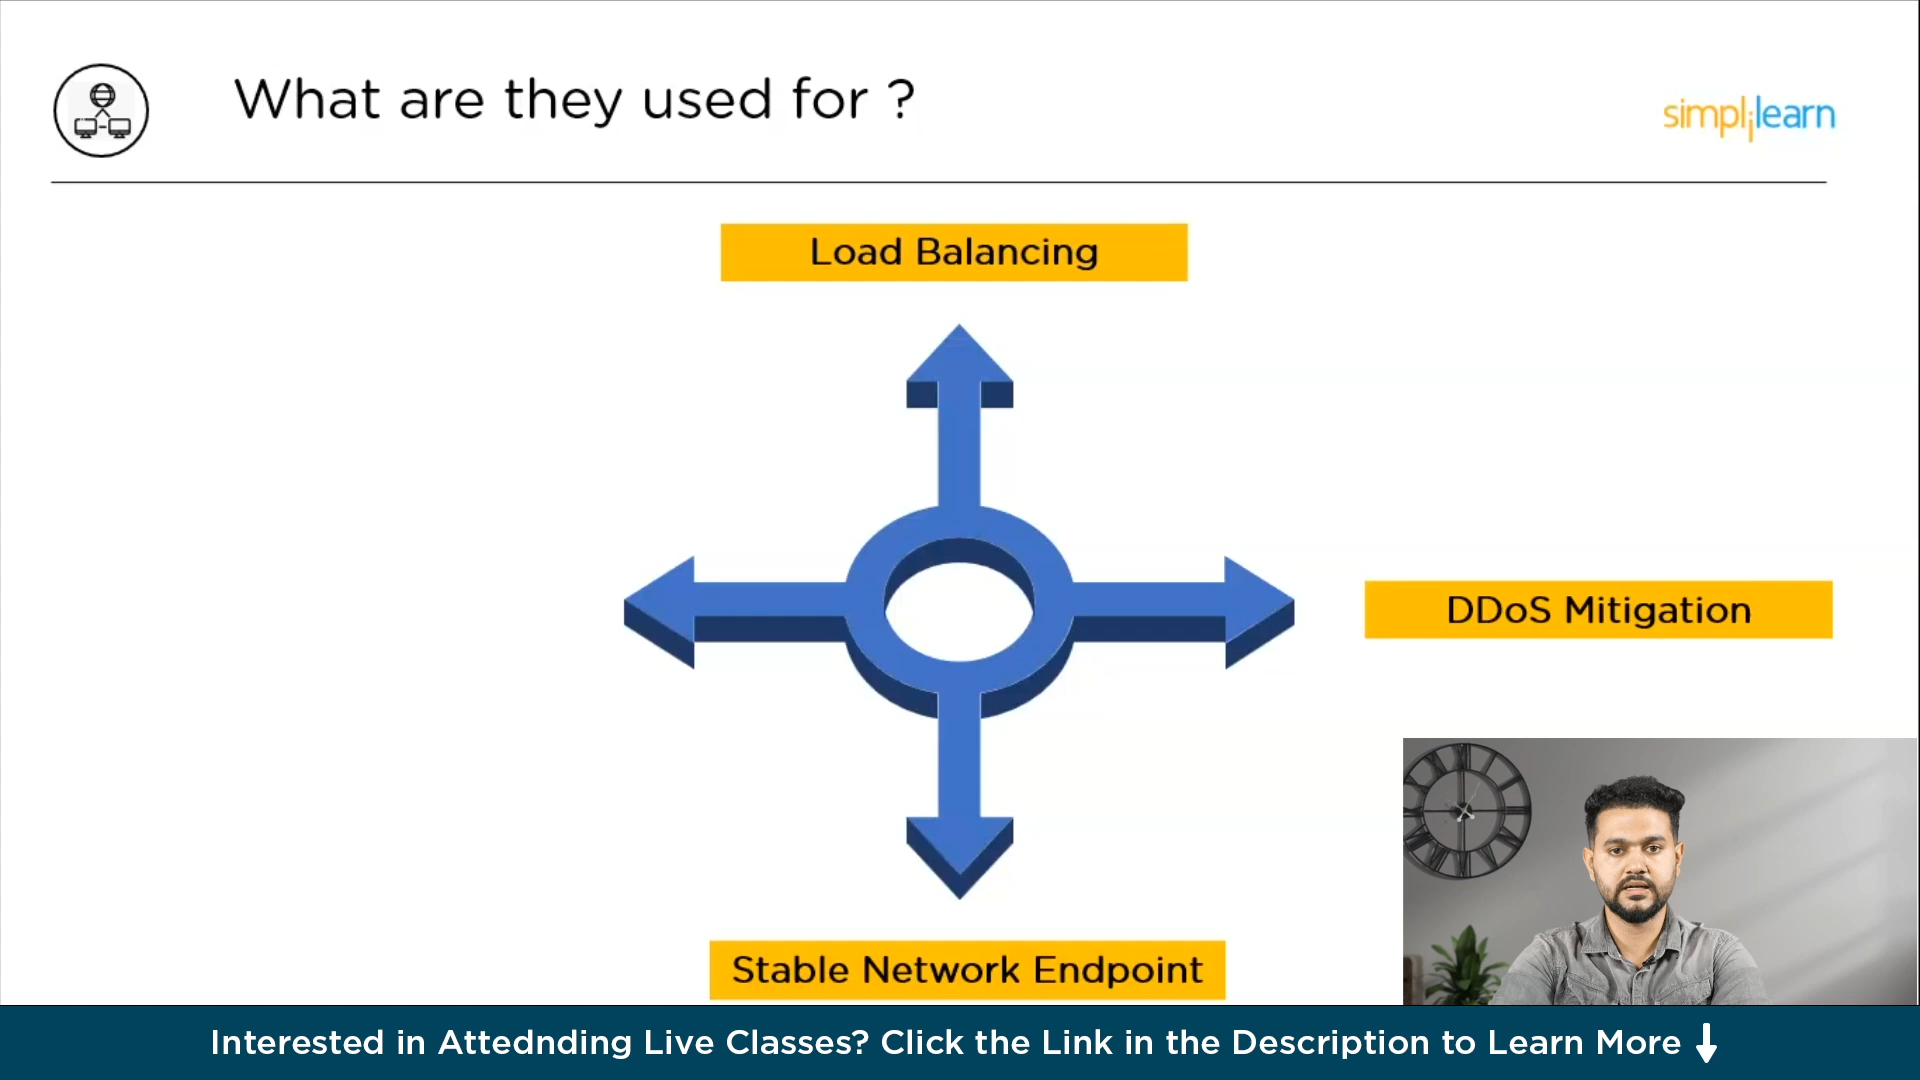 What are they used for ?
simplilearn
Load Balancing
DDoS Mitigation
Stable Network Endpoint
Interested in Attednding Live Classes? Click the Link in the Description to Learn More